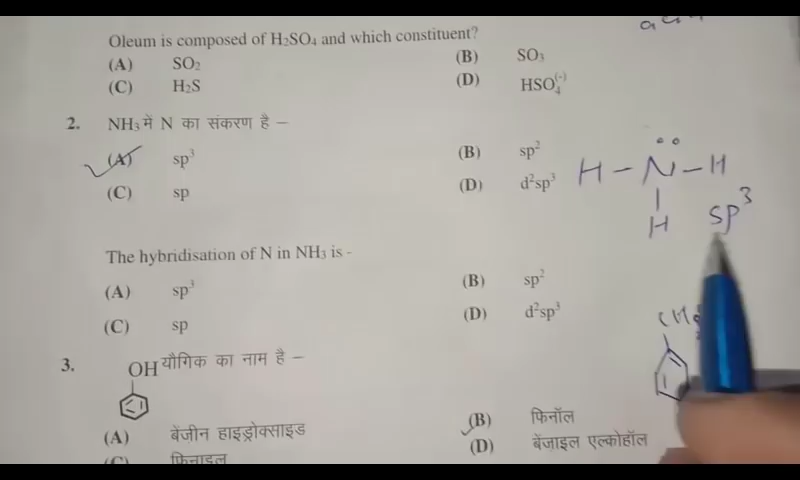 Oleum is composed of H₂SO₄ and which constituent?
(A) SO₂ (B) SO₃
(C) H₂S (D) HSO₄⁽⁻⁾
2. NH₃ में N का संकरण है –
(A) sp³ (B) sp²
(C) sp (D) d²sp³
H – N – H
H sp³
The hybridisation of N in NH₃ is -
(A) sp³ (B) sp²
(C) sp (D) d²sp³
3. OH यौगिक का नाम है –
(A) बेंजीन हाइड्रोक्साइड (B) फिनॉल
(C) फिनाइल (D) बेंजाइल एल्कोहॉल